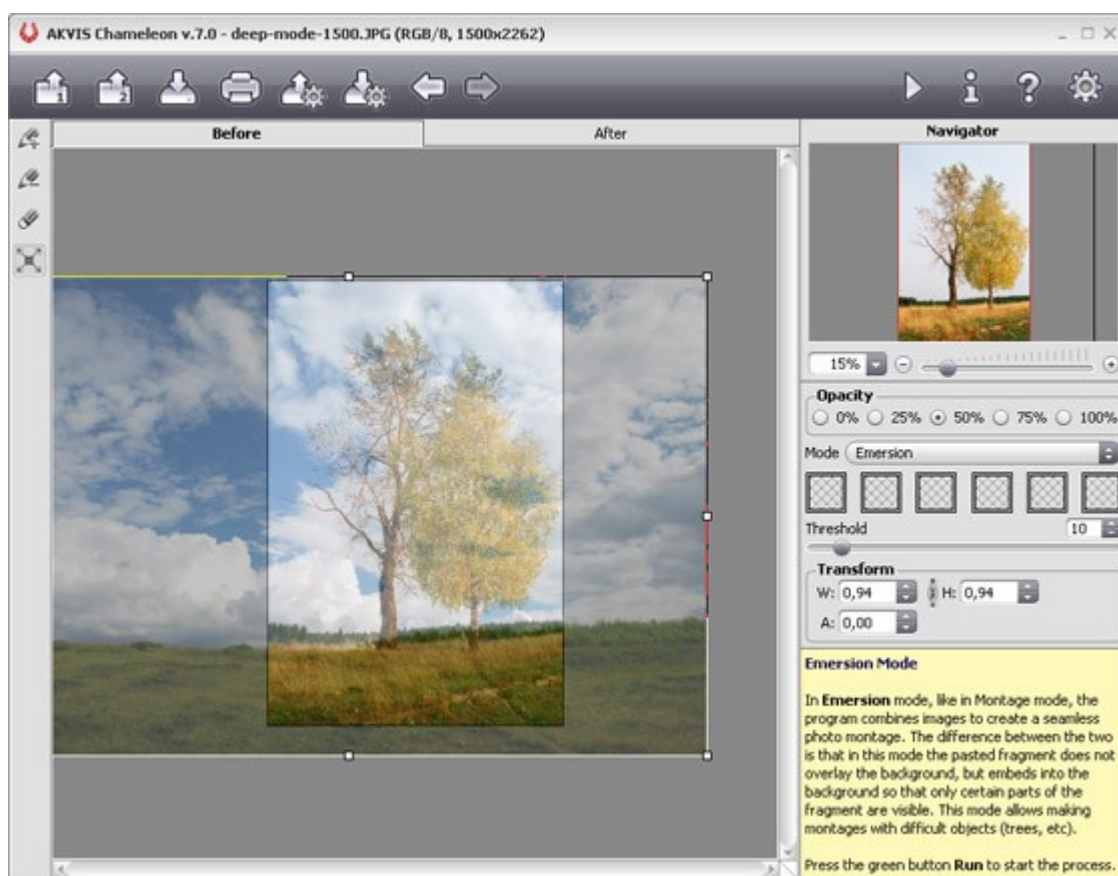 AKVIS Chameleon v.7.0 - deep-mode-1500.JPG (RGB/8, 1500x2262)
1 2
Before After Navigator
15%
Opacity
0% 25% 50% 75% 100%
Mode Emersion
Threshold 10
Transform
W: 0,94 H: 0,94
A: 0,00
Emersion Mode
In Emersion mode, like in Montage mode, the
program combines images to create a seamless
photo montage. The difference between the two
is that in this mode the pasted fragment does not
overlay the background, but embeds into the
background so that only certain parts of the
fragment are visible. This mode allows making
montages with difficult objects (trees, etc).
Press the green button Run to start the process.